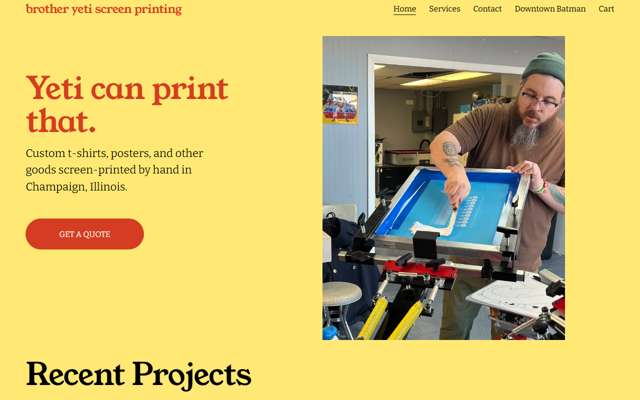 brother yeti screen printing
Home
Services
Contact
Downtown Batman
Cart
Yeti can print
that.
Custom t-shirts, posters, and other
goods screen-printed by hand in
Champaign, Illinois.
GET A QUOTE
Recent Projects